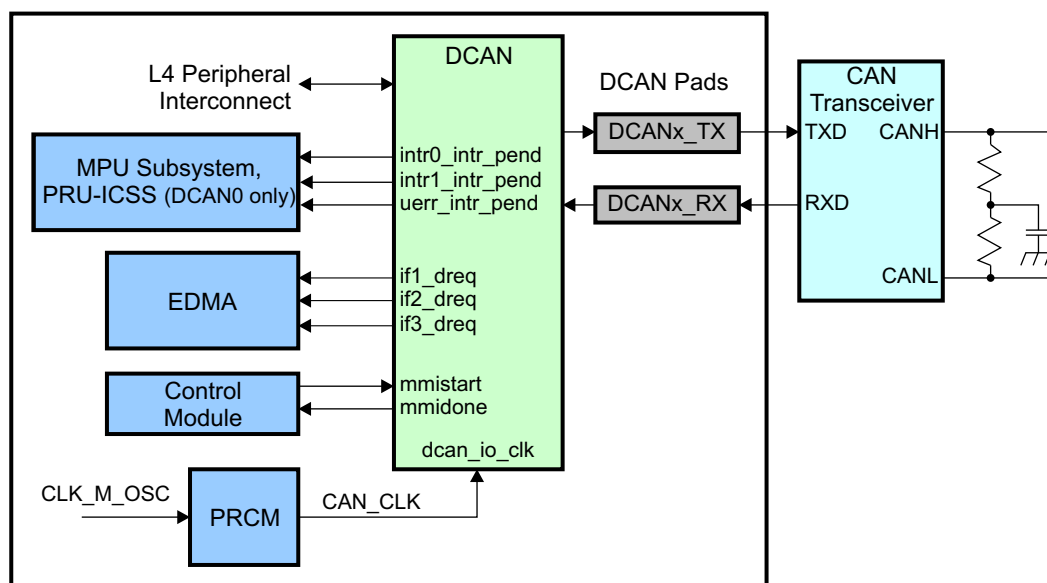 DCAN
L4 Peripheral
Interconnect
DCAN Pads
CAN
Transceiver
DCANx_TX
TXD
CANH
MPU Subsystem,
PRU-ICSS (DCAN0 only)
intr0_intr_pend
intr1_intr_pend
uerr_intr_pend
DCANx_RX
RXD
CANL
EDMA
if1_dreq
if2_dreq
if3_dreq
Control
Module
mmistart
mmidone
dcan_io_clk
CLK_M_OSC
PRCM
CAN_CLK